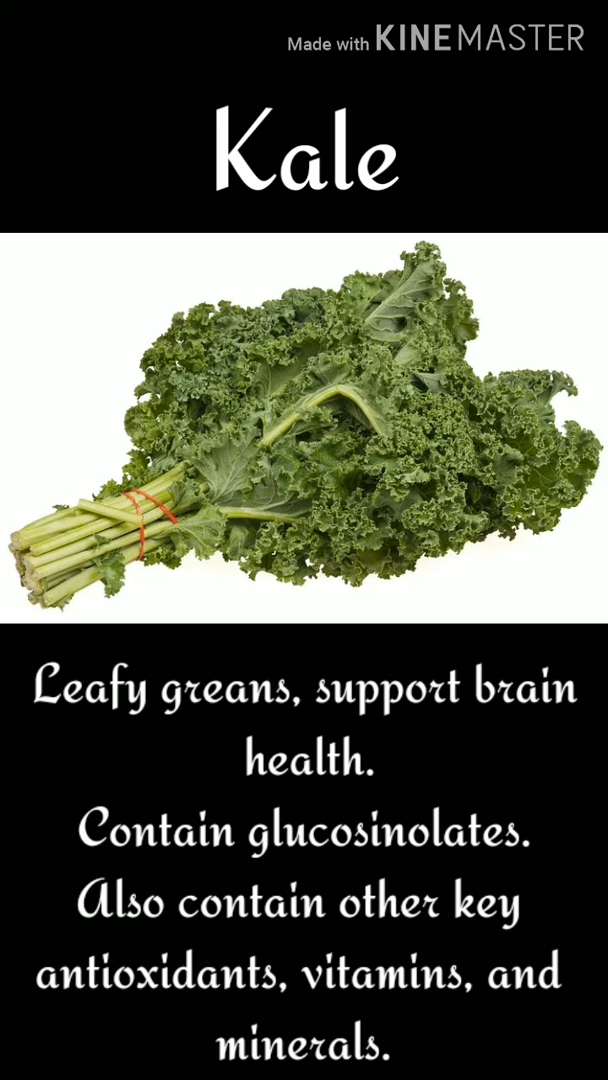 Made with KINEMASTER
Kale
Leafy greans, support brain
health.
Contain glucosinolates.
Also contain other key
antioxidants, vitamins, and
minerals.